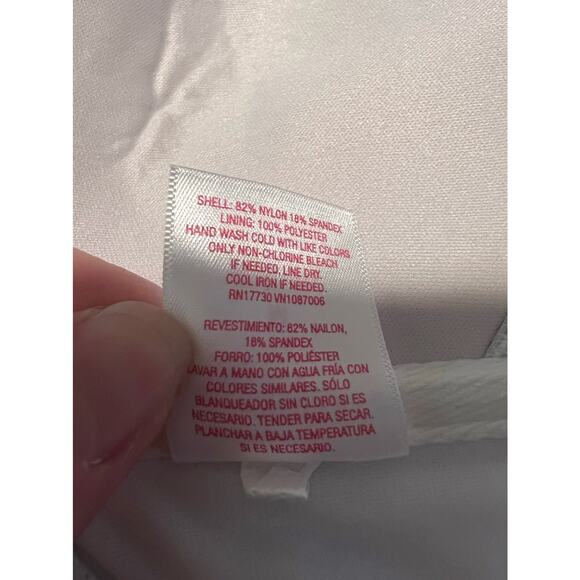 SHELL: 82% NYLON 18% SPANDEX
LINING: 100% POLYESTER
HAND WASH COLD WITH LIKE COLORS
ONLY NON-CHLORINE BLEACH
IF NEEDED, LINE DRY.
COOL IRON IF NEEDED.
RN17730 VN1087006
REVESTIMIENTO: 82% NAILON,
18% SPANDEX
FORRO: 100% POLIÉSTER
LAVAR A MANO CON AGUA FRÍA CON
COLORES SIMILARES. SÓLO
BLANQUEADOR SIN CLORO SI ES
NECESARIO. TENDER PARA SECAR.
PLANCHAR A BAJA TEMPERATURA
SI ES NECESARIO.